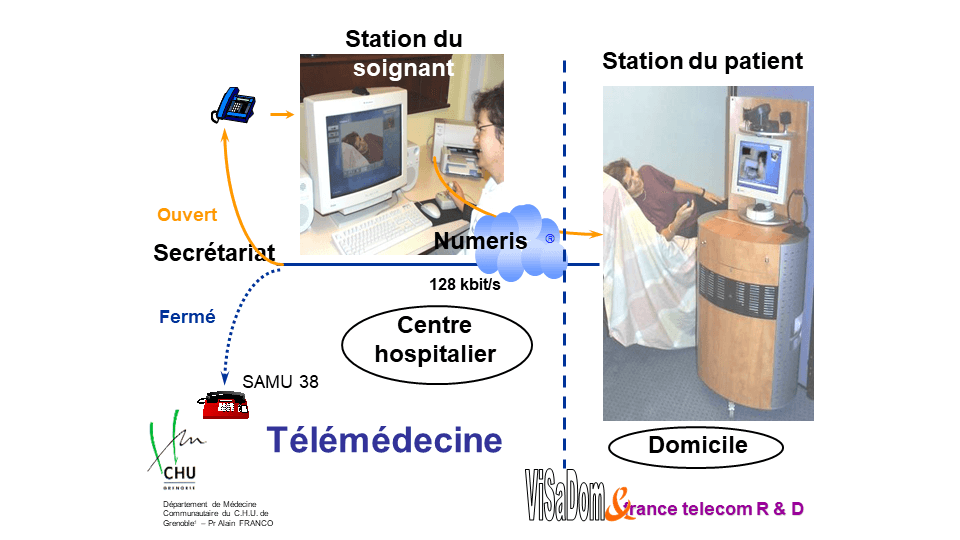 Station du
soignant
Station du patient
Ouvert
Secrétariat
Numeris ®
128 kbit/s
Fermé
Centre
hospitalier
SAMU 38
Télémédecine
Domicile
CHU
GRENOBLE
ViSaDom & france telecom R & D
Département de Médecine
Communautaire du C.H.U. de
Grenoble – Pr Alain FRANCO